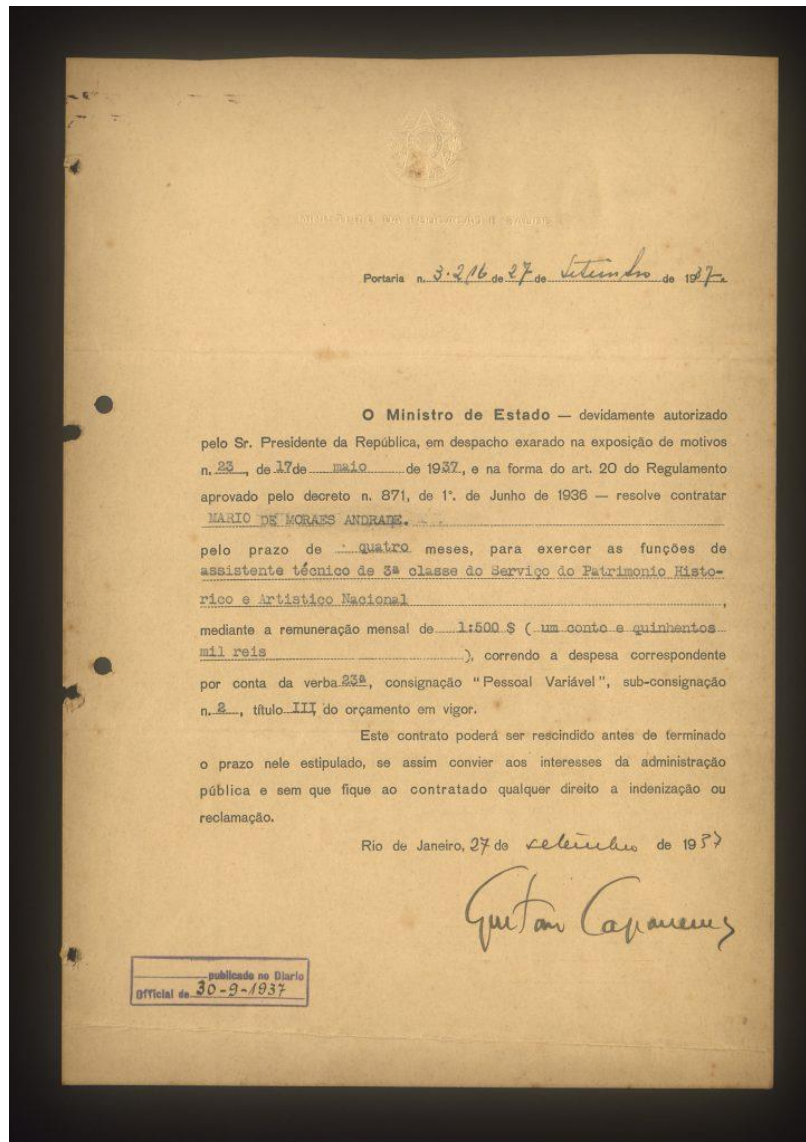 MINISTÉRIO DA EDUCAÇÃO E SAUDE
Portaria n. 3.216 de 27 de Setembro de 1937.
O Ministro de Estado — devidamente autorizado
pelo Sr. Presidente da República, em despacho exarado na exposição de motivos
n. 23, de 17 de maio de 1937, e na forma do art. 20 do Regulamento
aprovado pelo decreto n. 871, de 1º. de Junho de 1936 — resolve contratar
MARIO DE MORAES ANDRADE.
pelo prazo de quatro meses, para exercer as funções de
assistente técnico de 3ª classe do Serviço do Patrimonio Histo-
rico e Artistico Nacional,
mediante a remuneração mensal de 1:500 $ ( um conto e quinhentos
mil reis ), correndo a despesa correspondente
por conta da verba 23ª, consignação "Pessoal Variável", sub-consignação
n. 2, título III, do orçamento em vigor.
Este contrato poderá ser rescindido antes de terminado
o prazo nele estipulado, se assim convier aos interesses da administração
pública e sem que fique ao contratado qualquer direito a indenização ou
reclamação.
Rio de Janeiro, 27 de setembro de 1937
Gustavo Capanema
publicado no Diario
Official de 30-9-1937